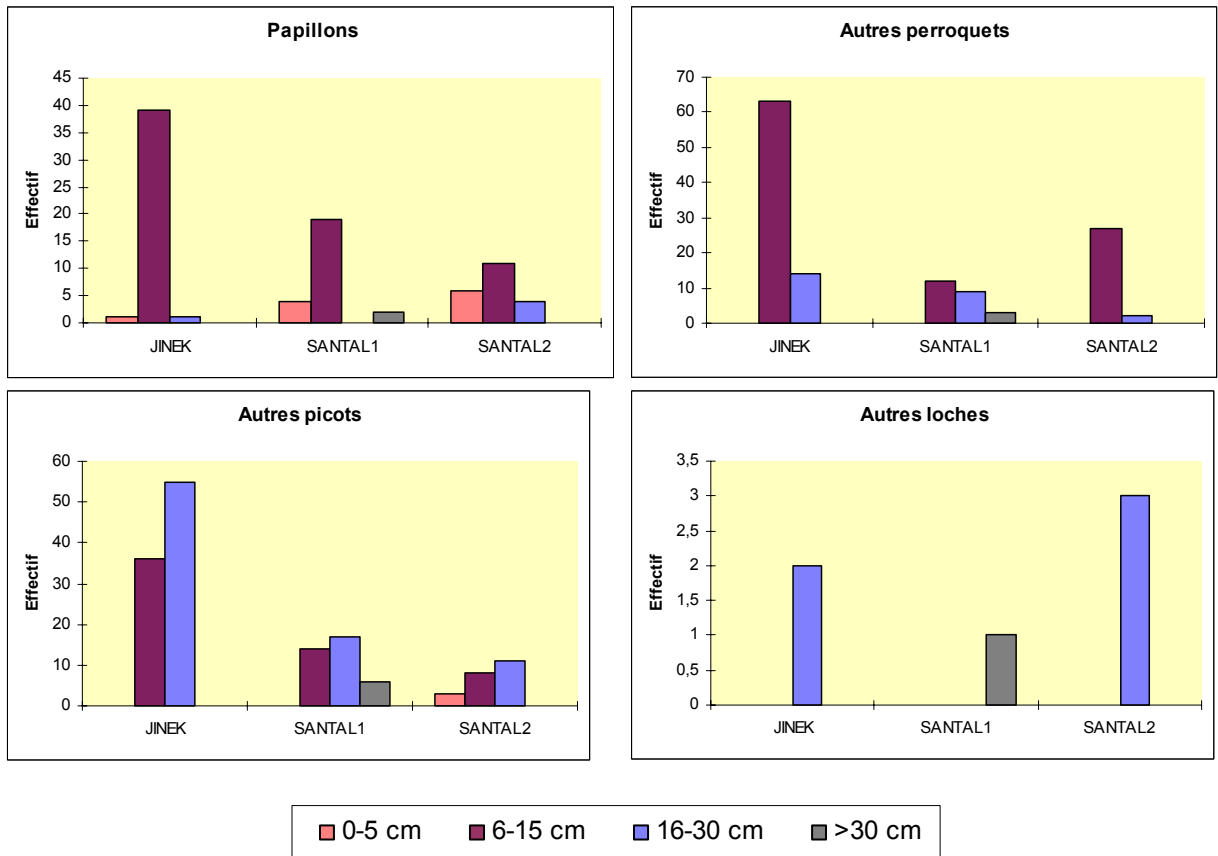 Papillons
45
40
35
30
25
20
15
10
5
0
Effectif
JINEK SANTAL1 SANTAL2
Autres perroquets
70
60
50
40
30
20
10
0
Effectif
JINEK SANTAL1 SANTAL2
Autres picots
60
50
40
30
20
10
0
Effectif
JINEK SANTAL1 SANTAL2
Autres loches
3,5
3
2,5
2
1,5
1
0,5
0
Effectif
JINEK SANTAL1 SANTAL2
0-5 cm 6-15 cm 16-30 cm >30 cm